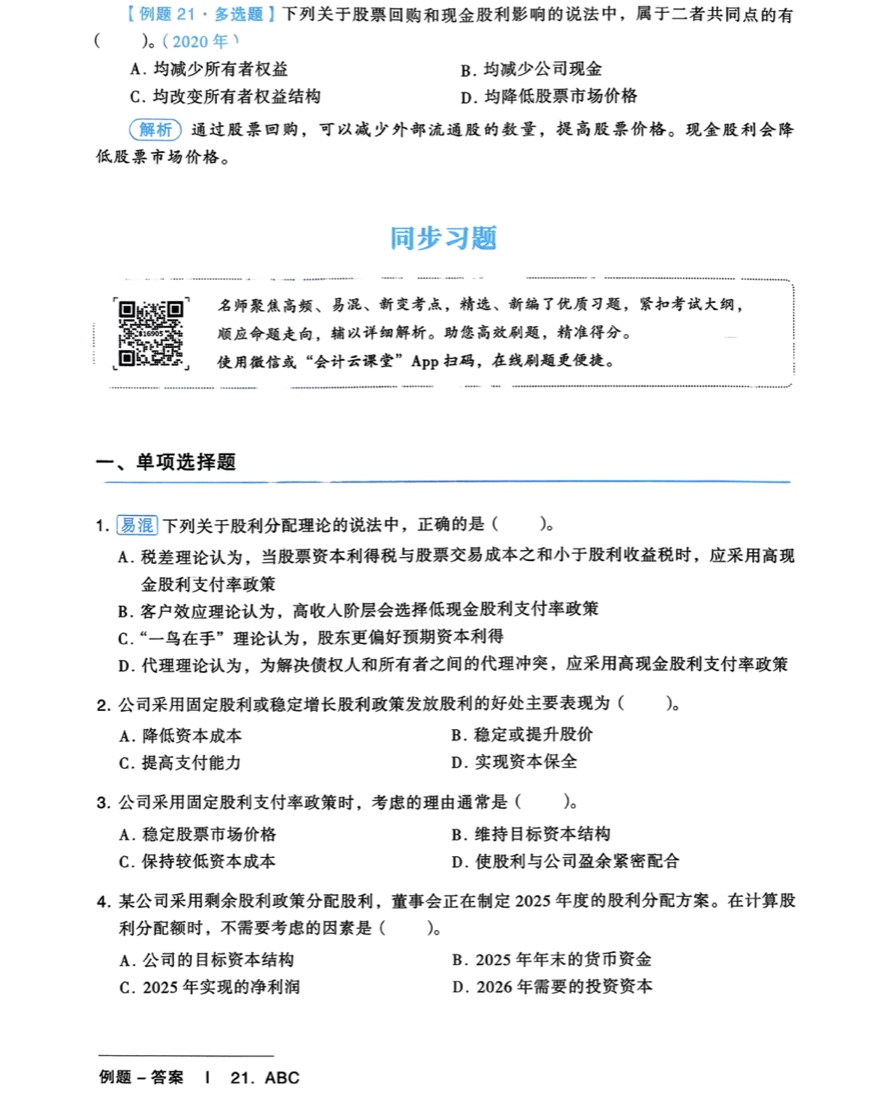 【例题 21·多选题】下列关于股票回购和现金股利影响的说法中，属于二者共同点的有
(　　)。(2020 年)
A. 均减少所有者权益　B. 均减少公司现金
C. 均改变所有者权益结构　D. 均降低股票市场价格
解析 通过股票回购，可以减少外部流通股的数量，提高股票价格。现金股利会降
低股票市场价格。
同步习题
名师聚焦高频、易混、新变考点，精选、新编了优质习题，紧扣考试大纲，
顺应命题走向，辅以详细解析。助您高效刷题，精准得分。
使用微信或“会计云课堂”App 扫码，在线刷题更便捷。
一、单项选择题
1. 易混 下列关于股利分配理论的说法中，正确的是（　　）。
A. 税差理论认为，当股票资本利得税与股票交易成本之和小于股利收益税时，应采用高现
金股利支付率政策
B. 客户效应理论认为，高收入阶层会选择低现金股利支付率政策
C.“一鸟在手”理论认为，股东更偏好预期资本利得
D. 代理理论认为，为解决债权人和所有者之间的代理冲突，应采用高现金股利支付率政策
2. 公司采用固定股利或稳定增长股利政策发放股利的好处主要表现为（　　）。
A. 降低资本成本　B. 稳定或提升股价
C. 提高支付能力　D. 实现资本保全
3. 公司采用固定股利支付率政策时，考虑的理由通常是（　　）。
A. 稳定股票市场价格　B. 维持目标资本结构
C. 保持较低资本成本　D. 使股利与公司盈余紧密配合
4. 某公司采用剩余股利政策分配股利，董事会正在制定 2025 年度的股利分配方案。在计算股
利分配额时，不需要考虑的因素是（　　）。
A. 公司的目标资本结构　B. 2025 年年末的货币资金
C. 2025 年实现的净利润　D. 2026 年需要的投资资本
例题 – 答案　|　21. ABC